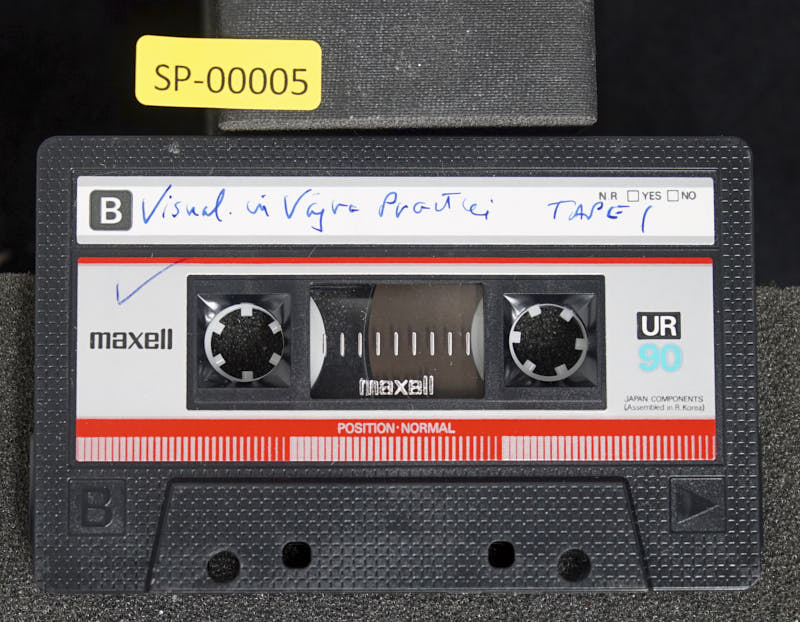 SP-00005
B Visual. in Vajra Practice TAPE 1
N.R □ YES □ NO
maxell
maxell
UR
90
JAPAN COMPONENTS
(Assembled in R.Korea)
POSITION·NORMAL
B